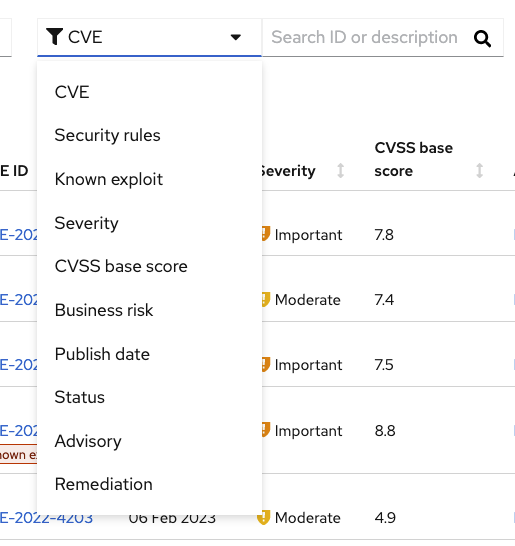 CVE
Search ID or description
CVE
Security rules
Known exploit
Severity
CVSS base score
Business risk
Publish date
Status
Advisory
Remediation
E ID
Severity
CVSS base
score
E-202
Important
7.8
E-202
Moderate
7.4
E-202
Important
7.5
E-202
Important
8.8
nown ex
E-2022-4203
06 Feb 2023
Moderate
4.9